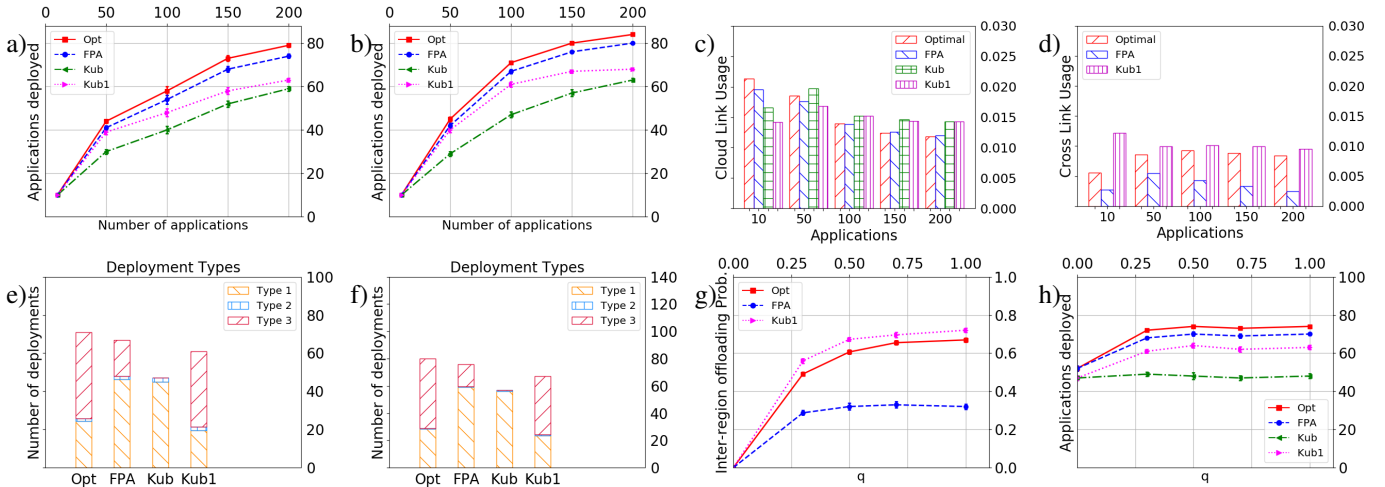 a)
0 50 100 150 200
Applications deployed
Opt
FPA
Kub
Kub1
80
60
40
20
0
Number of applications
b)
0 50 100 150 200
Applications deployed
Opt
FPA
Kub
Kub1
80
60
40
20
0
Number of applications
c)
Cloud Link Usage
Optimal
FPA
Kub
Kub1
0.030
0.025
0.020
0.015
0.010
0.005
0.000
10 50 100 150 200
Applications
d)
Cross Link Usage
Optimal
FPA
Kub1
0.030
0.025
0.020
0.015
0.010
0.005
0.000
10 50 100 150 200
Applications
e)
Deployment Types
Number of deployments
Type 1
Type 2
Type 3
100
80
60
40
20
0
Opt FPA Kub Kub1
f)
Deployment Types
Number of deployments
Type 1
Type 2
Type 3
140
120
100
80
60
40
20
0
Opt FPA Kub Kub1
g)
0.00 0.25 0.50 0.75 1.00
Inter-region offloading Prob.
Opt
FPA
Kub1
1.0
0.8
0.6
0.4
0.2
0.0
q
h)
0.00 0.25 0.50 0.75 1.00
Applications deployed
100
80
60
40
20
0
Opt
FPA
Kub
Kub1
q